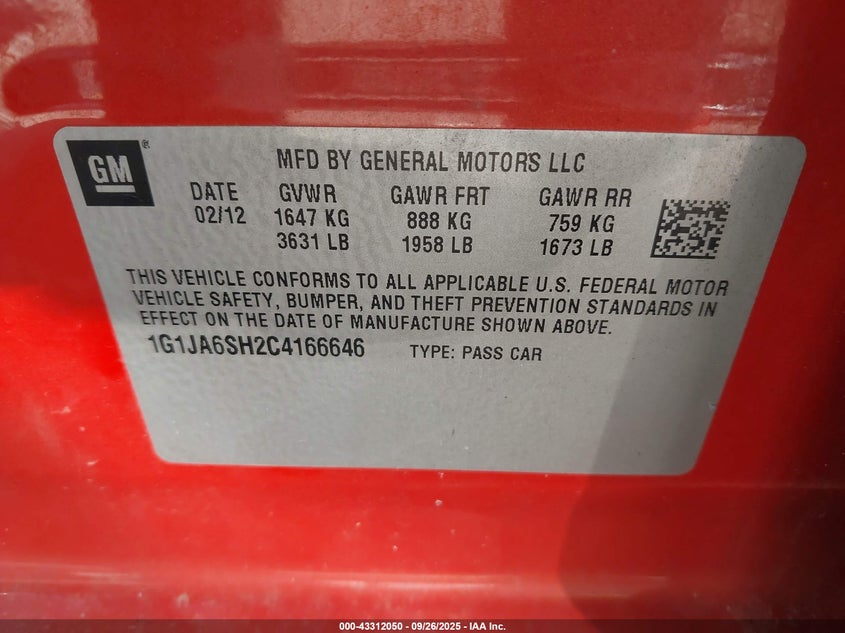 GM®
MFD BY GENERAL MOTORS LLC
DATE GVWR GAWR FRT GAWR RR
02/12 1647 KG 888 KG 759 KG
3631 LB 1958 LB 1673 LB
THIS VEHICLE CONFORMS TO ALL APPLICABLE U.S. FEDERAL MOTOR
VEHICLE SAFETY, BUMPER, AND THEFT PREVENTION STANDARDS IN
EFFECT ON THE DATE OF MANUFACTURE SHOWN ABOVE.
1G1JA6SH2C4166646 TYPE: PASS CAR
000-43312050 - 09/26/2025 - IAA Inc.